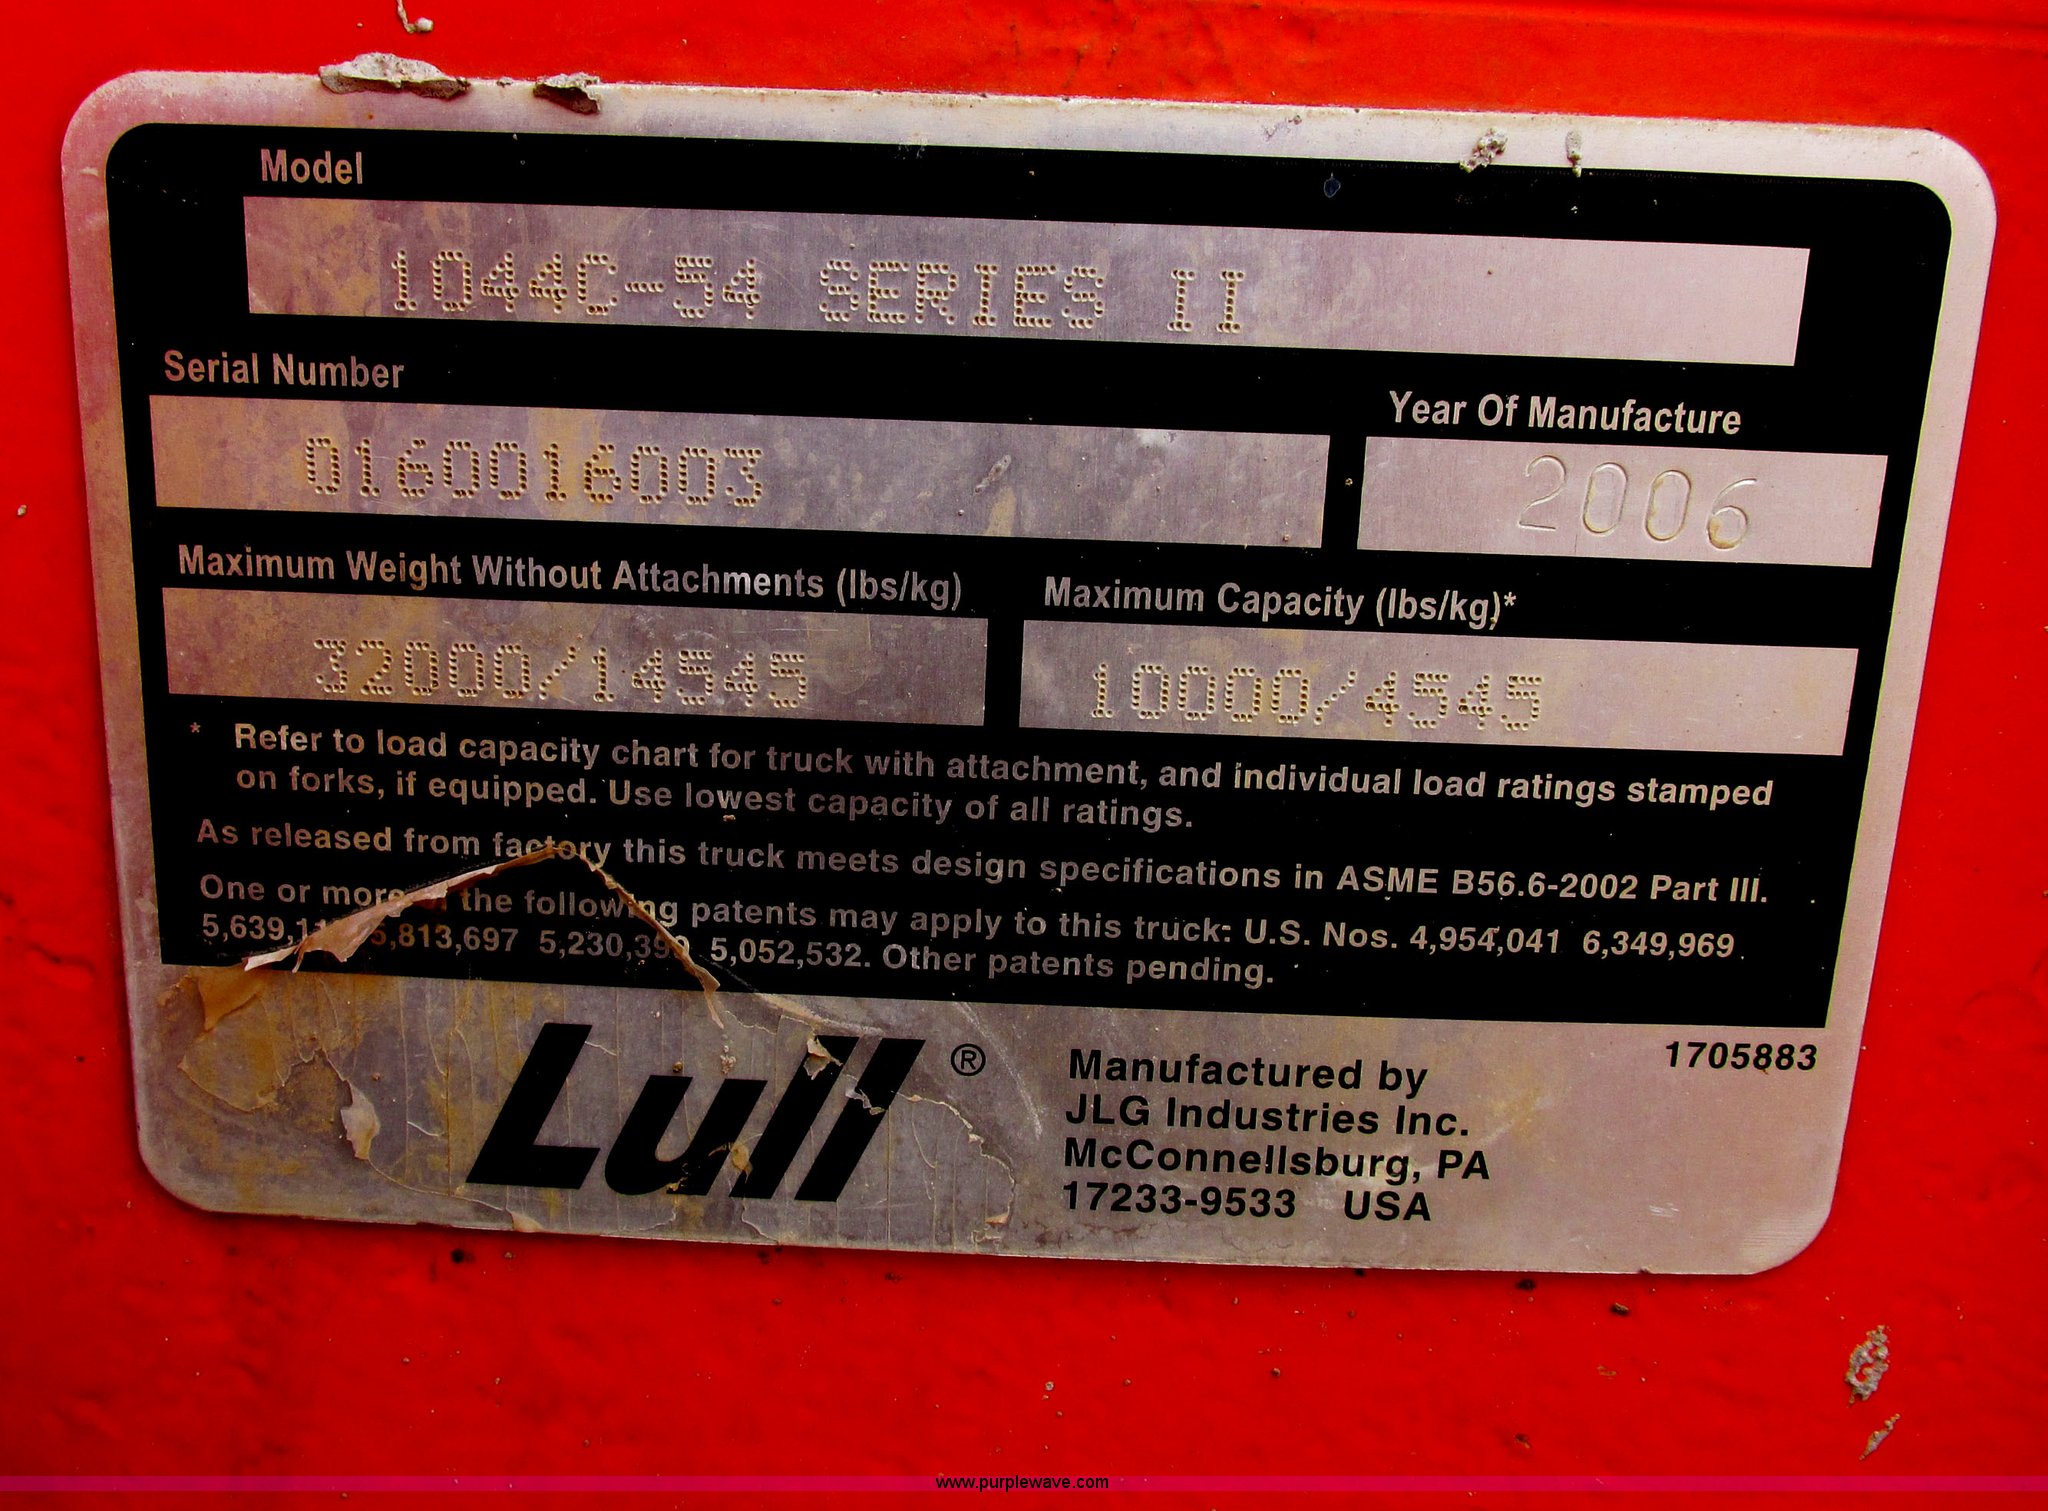 Model
1044C-54 SERIES II
Serial Number
0160016003
Year Of Manufacture
2006
Maximum Weight Without Attachments (lbs/kg)
32000/14545
Maximum Capacity (lbs/kg)*
10000/4545
* Refer to load capacity chart for truck with attachment, and individual load ratings stamped
on forks, if equipped. Use lowest capacity of all ratings.
As released from factory this truck meets design specifications in ASME B56.6-2002 Part III.
One or more the following patents may apply to this truck: U.S. Nos. 4,954,041 6,349,969
5,813,697 5,052,532. Other patents pending.
1705883
Lull®
Manufactured by
JLG Industries Inc.
McConnellsburg, PA
17233-9533 USA
www.purplewave.com